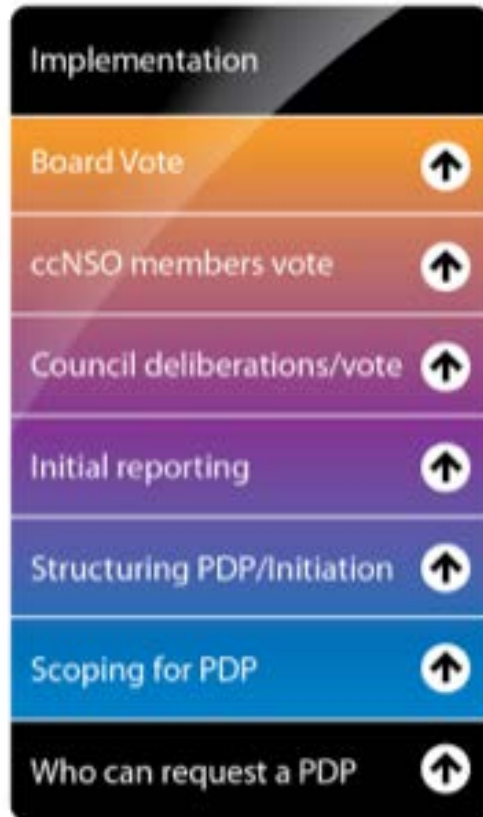 Implementation
Board Vote
ccNSO members vote
Council deliberations/vote
Initial reporting
Structuring PDP/Initiation
Scoping for PDP
Who can request a PDP